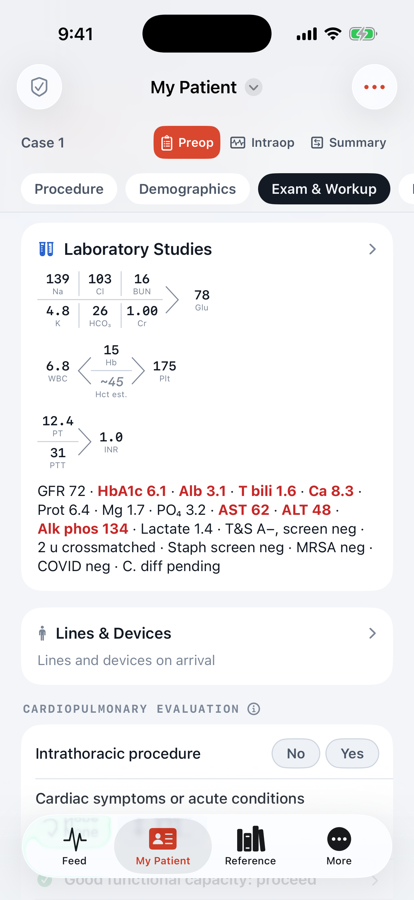 9:41
My Patient
Case 1
Preop
Intraop
Summary
Procedure
Demographics
Exam & Workup
Laboratory Studies
139 103 16
Na Cl BUN
78
Glu
4.8 26 1.00
K HCO₃ Cr
15
Hb
6.8 175
WBC Plt
~45
Hct est.
12.4
PT
1.0
INR
31
PTT
GFR 72 · HbA1c 6.1 · Alb 3.1 · T bili 1.6 · Ca 8.3 ·
Prot 6.4 · Mg 1.7 · PO₄ 3.2 · AST 62 · ALT 48 ·
Alk phos 134 · Lactate 1.4 · T&S A−, screen neg ·
2 u crossmatched · Staph screen neg · MRSA neg ·
COVID neg · C. diff pending
Lines & Devices
Lines and devices on arrival
CARDIOPULMONARY EVALUATION
Intrathoracic procedure
No
Yes
Cardiac symptoms or acute conditions
Feed
My Patient
Reference
More
Good functional capacity: proceed